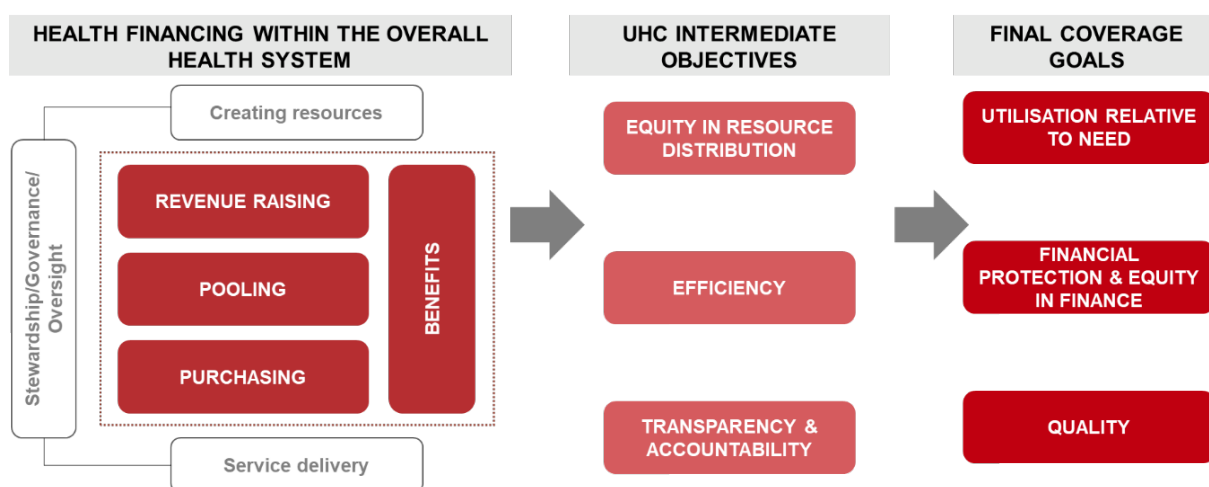 HEALTH FINANCING WITHIN THE OVERALL
HEALTH SYSTEM
UHC INTERMEDIATE
OBJECTIVES
FINAL COVERAGE
GOALS
Creating resources
Stewardship/Governance/
Oversight
REVENUE RAISING
POOLING
PURCHASING
BENEFITS
Service delivery
EQUITY IN RESOURCE
DISTRIBUTION
EFFICIENCY
TRANSPARENCY &
ACCOUNTABILITY
UTILISATION RELATIVE
TO NEED
FINANCIAL
PROTECTION & EQUITY
IN FINANCE
QUALITY